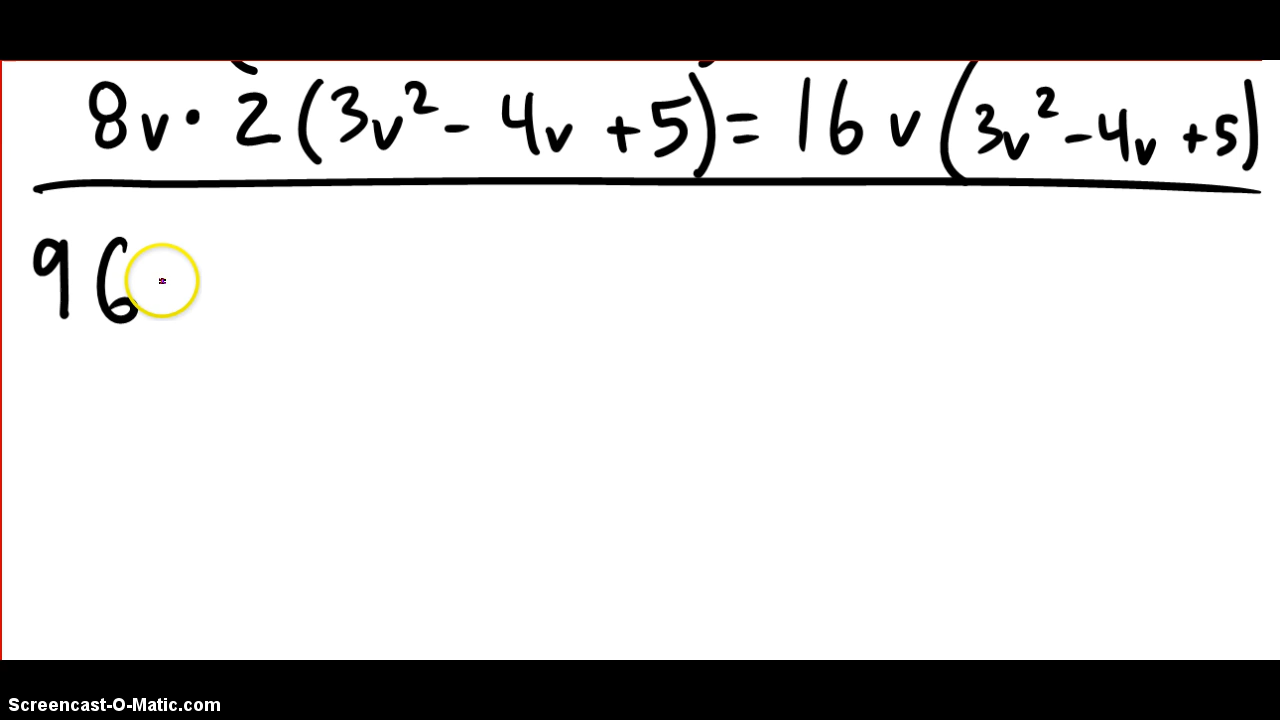 8v · 2(3v² - 4v + 5) = 16v(3v² - 4v + 5)
96
Screencast-O-Matic.com